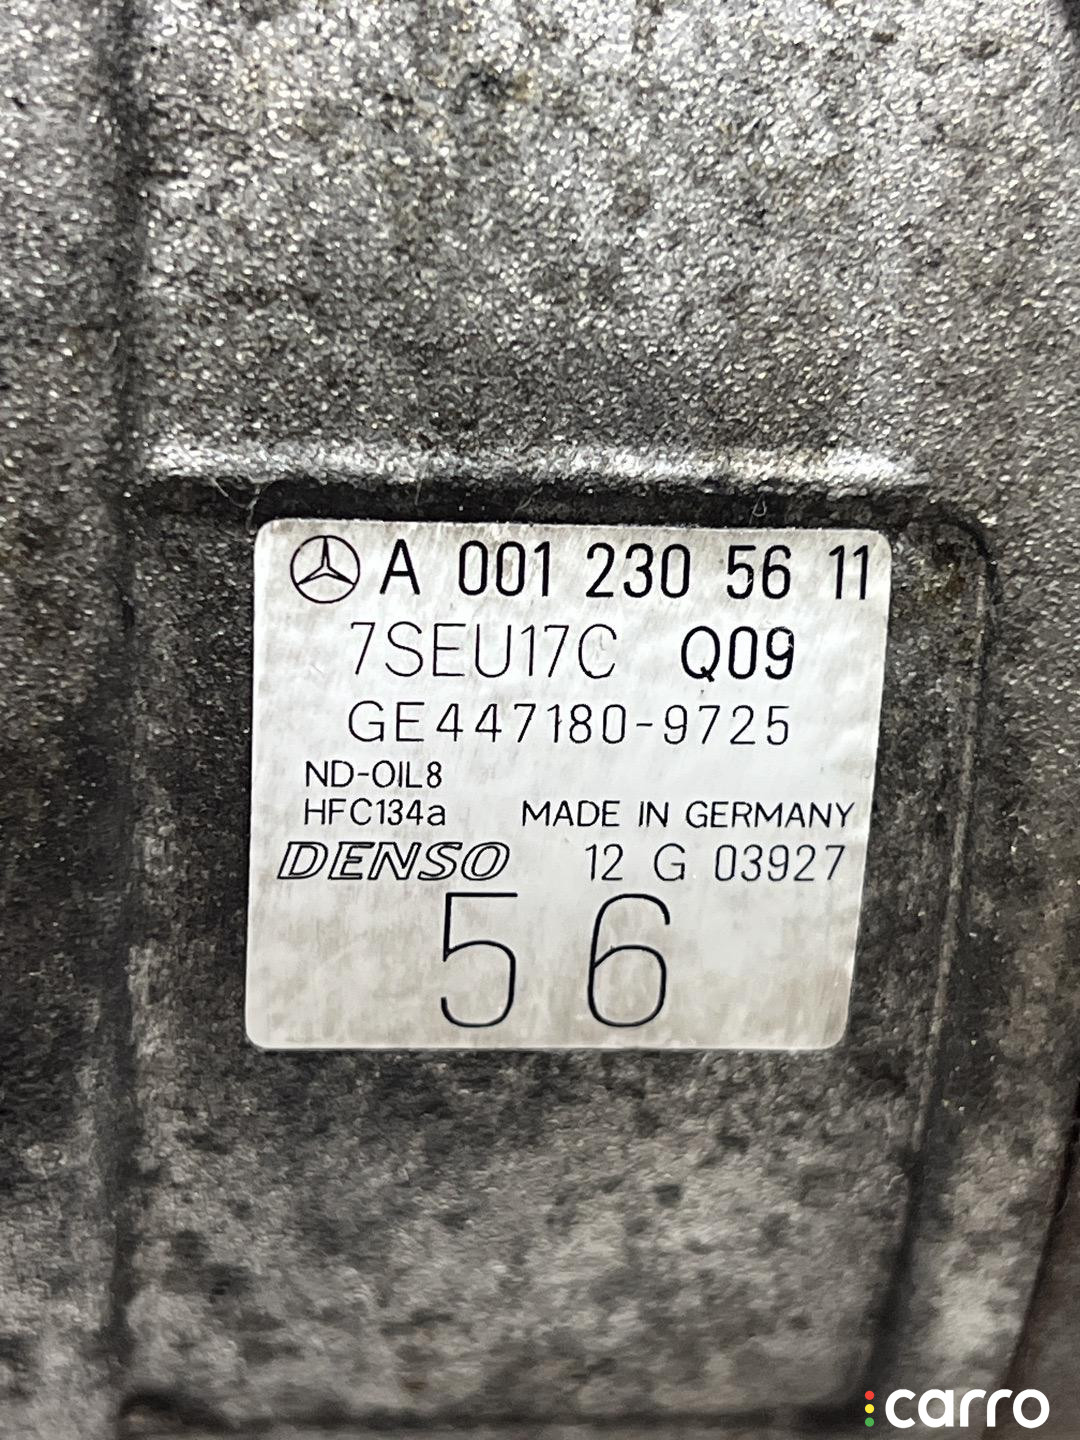 A 001 230 56 11
7SEU17C Q09
GE447180-9725
ND-OIL8
HFC134a MADE IN GERMANY
DENSO 12 G 03927
56
carro